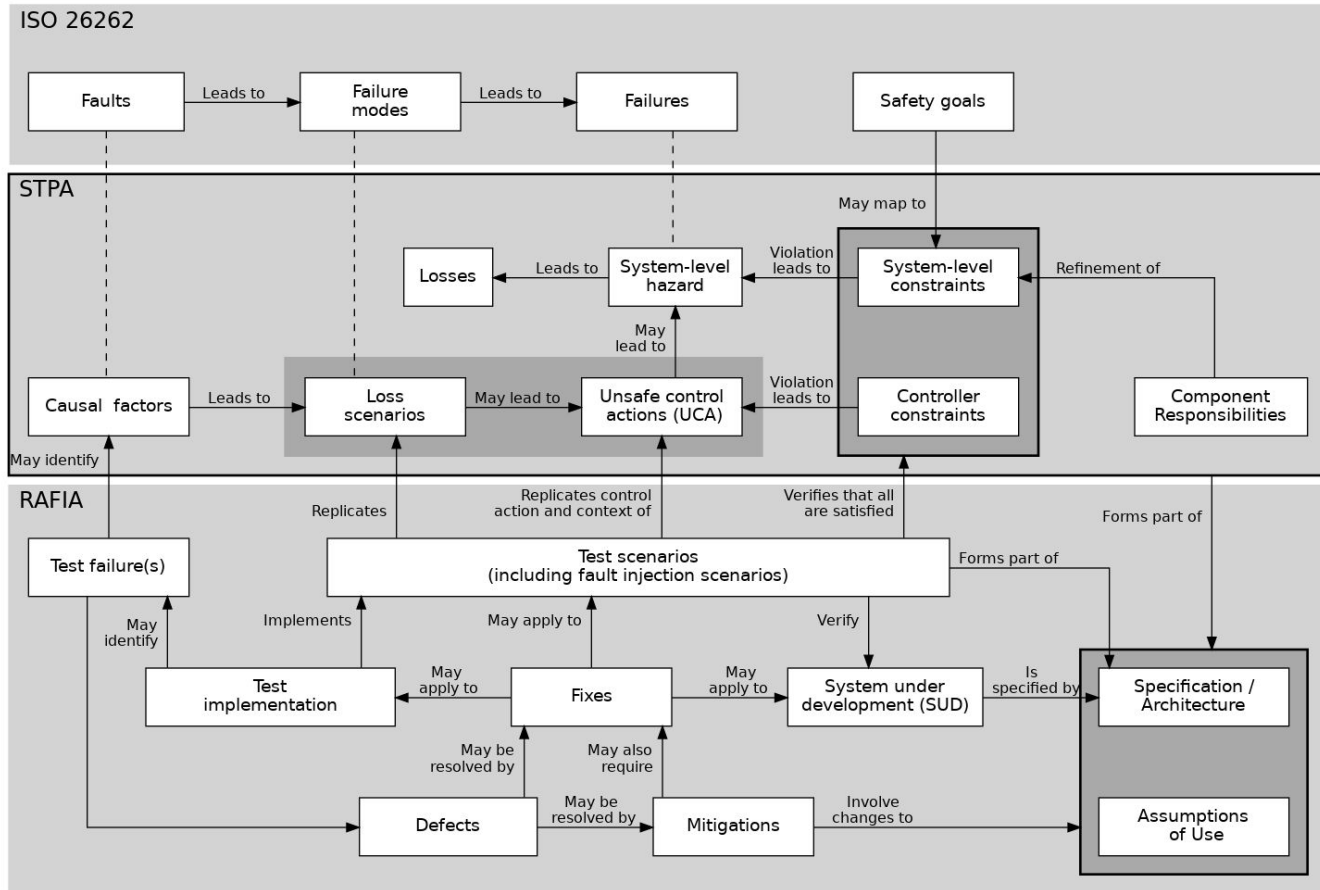 ISO 26262
Faults
Leads to
Failure
modes
Leads to
Failures
Safety goals
STPA
May map to
Losses
Leads to
System-level
hazard
Violation
leads to
System-level
constraints
Refinement of
May
lead to
Causal factors
Leads to
Loss
scenarios
May lead to
Unsafe control
actions (UCA)
Violation
leads to
Controller
constraints
Component
Responsibilities
May identify
RAFIA
Replicates
Replicates control
action and context of
Verifies that all
are satisfied
Forms part of
Test failure(s)
Test scenarios
(including fault injection scenarios)
Forms part of
May
identify
Implements
May apply to
Verify
Test
implementation
May
apply to
Fixes
May
apply to
System under
development (SUD)
Is
specified by
Specification /
Architecture
May be
resolved by
May also
require
Defects
May be
resolved by
Mitigations
Involve
changes to
Assumptions
of Use